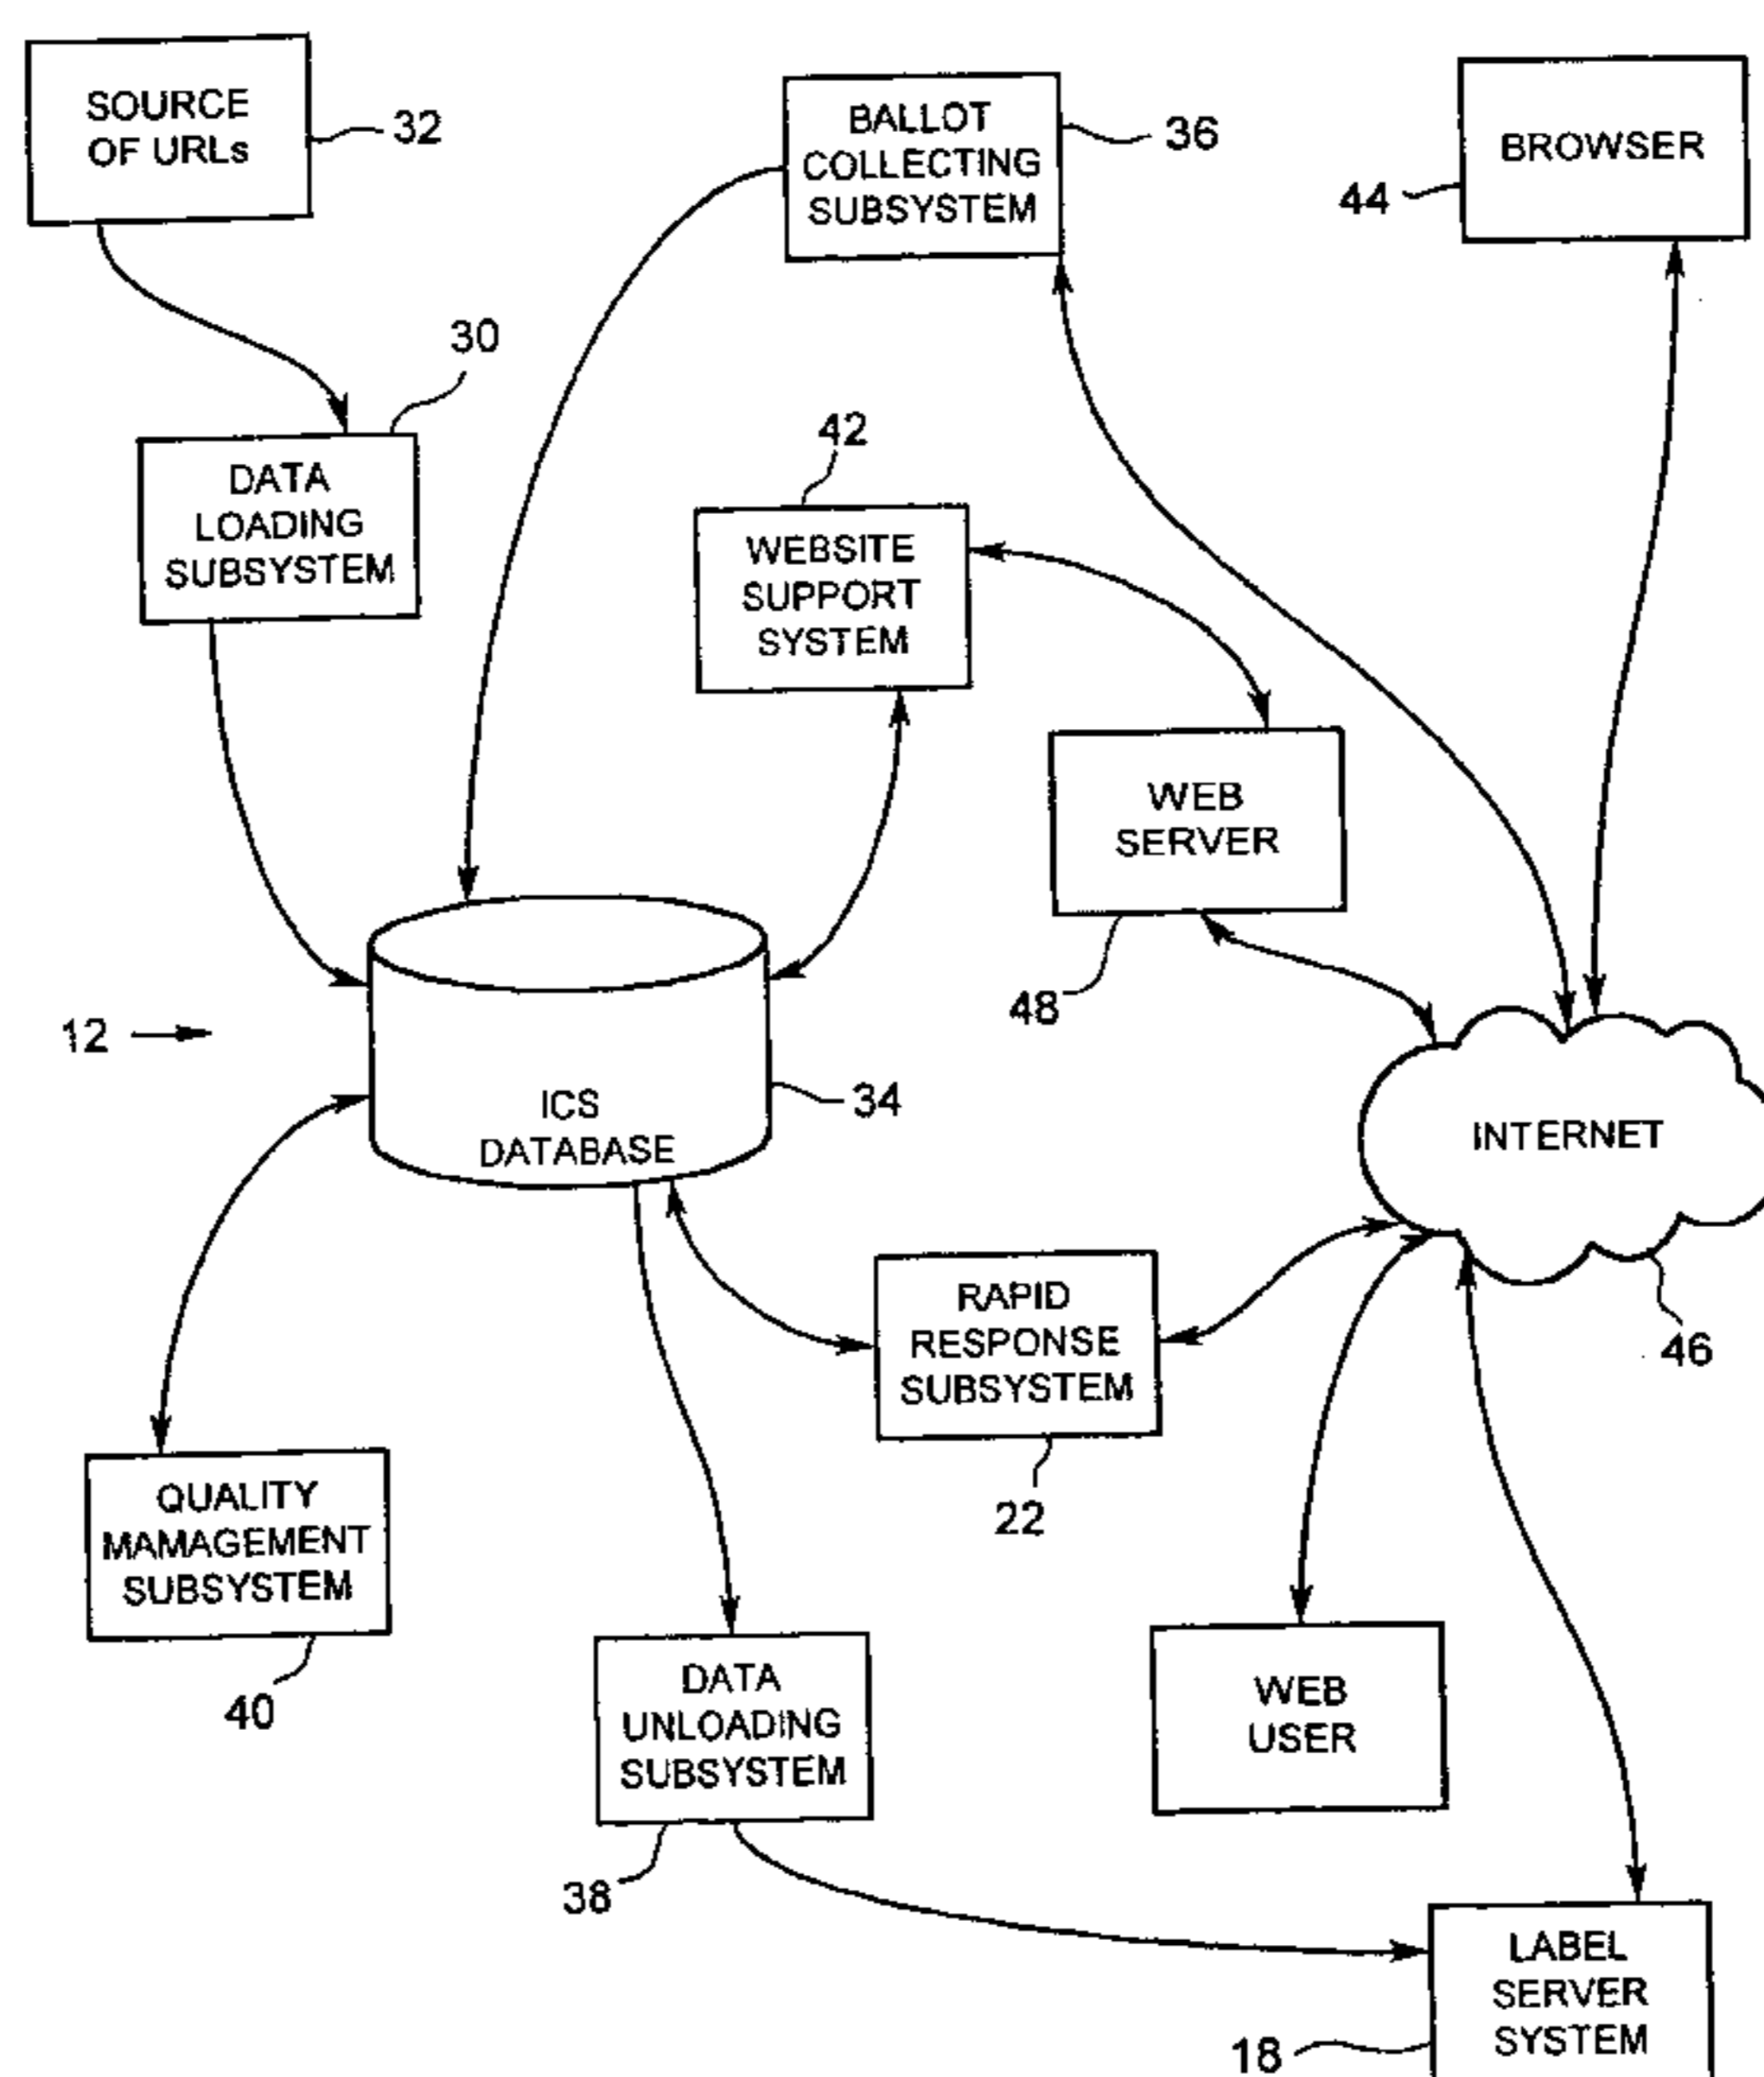 SOURCE
OF URLs
32
BALLOT
COLLECTING
SUBSYSTEM
36
BROWSER
44
30
DATA
LOADING
SUBSYSTEM
42
WEBSITE
SUPPORT
SYSTEM
WEB
SERVER
48
12
ICS
DATABASE
34
INTERNET
46
RAPID
RESPONSE
SUBSYSTEM
22
QUALITY
MAMAGEMENT
SUBSYSTEM
40
DATA
UNLOADING
SUBSYSTEM
38
WEB
USER
LABEL
SERVER
SYSTEM
18